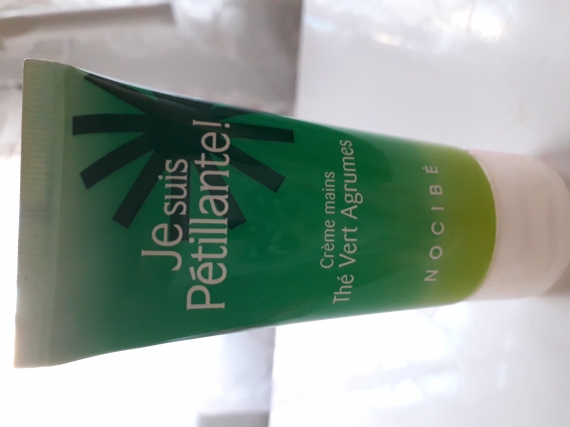 Je suis
Pétillante!
Crème mains
Thé Vert Agrumes
NOCIBÉ